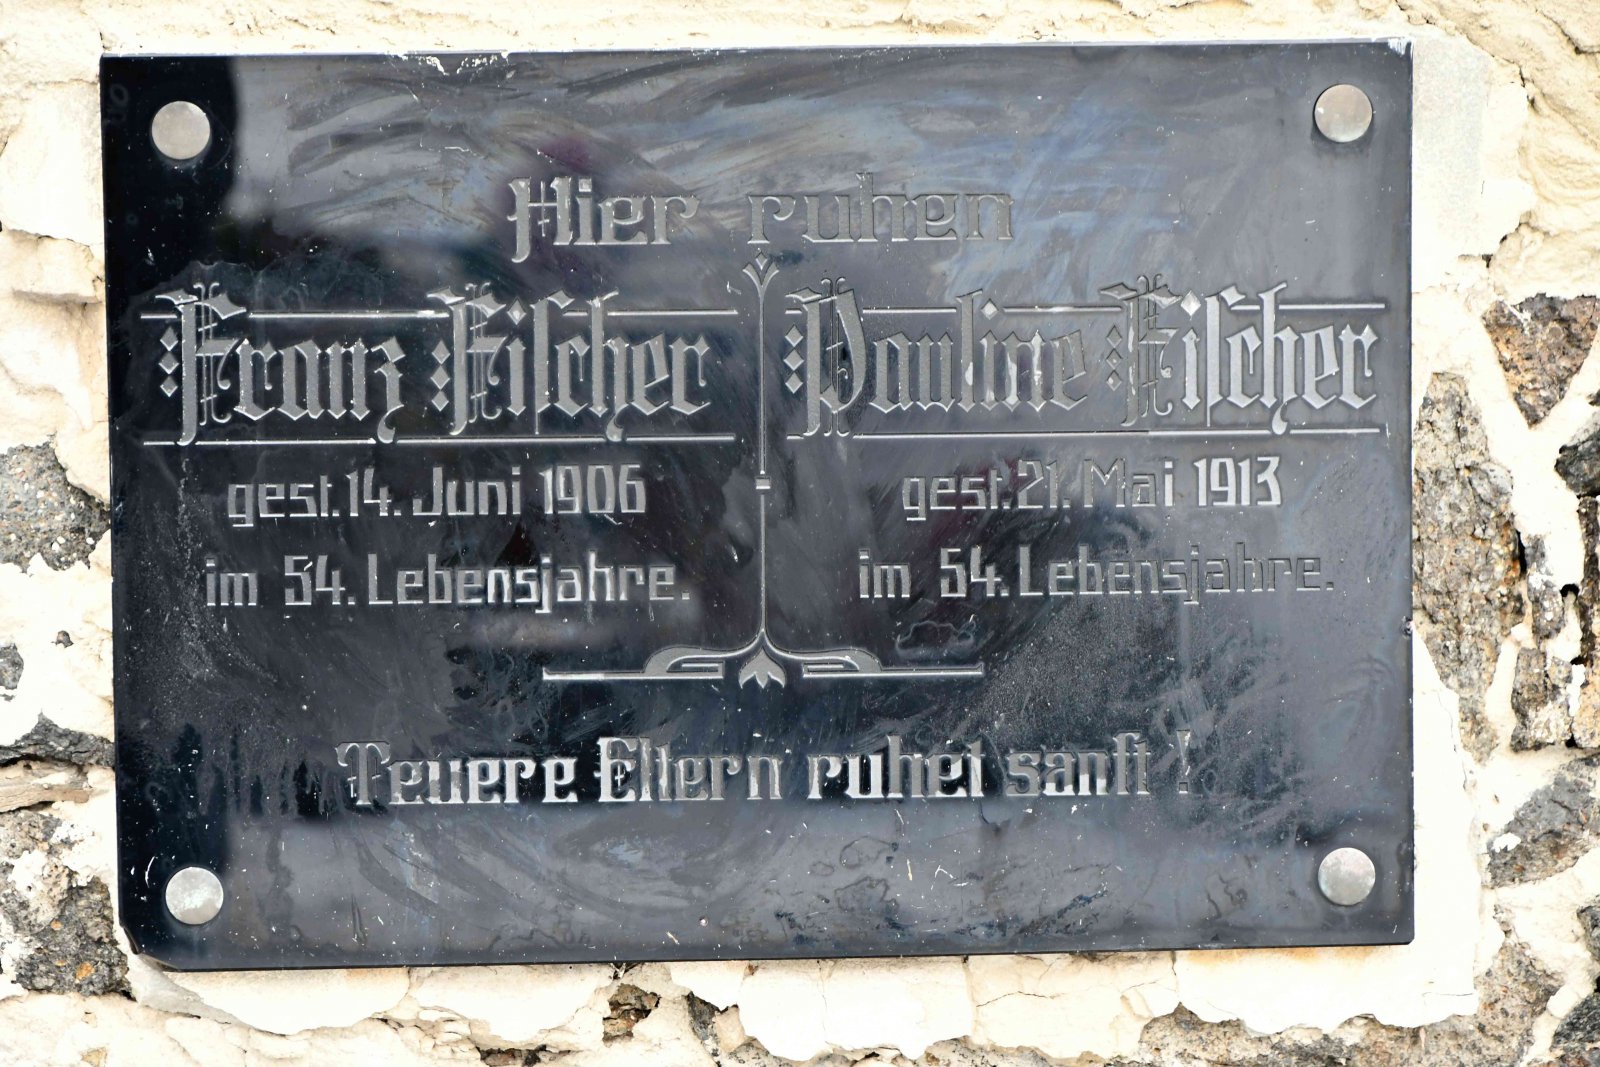 Hier ruhen
Franz Fiſcher
gest. 14. Juni 1906
im 54. Lebensjahre.
Pauline Fiſcher
gest. 21. Mai 1913
im 54. Lebensjahre.
Teuere Eltern ruhet sanft!